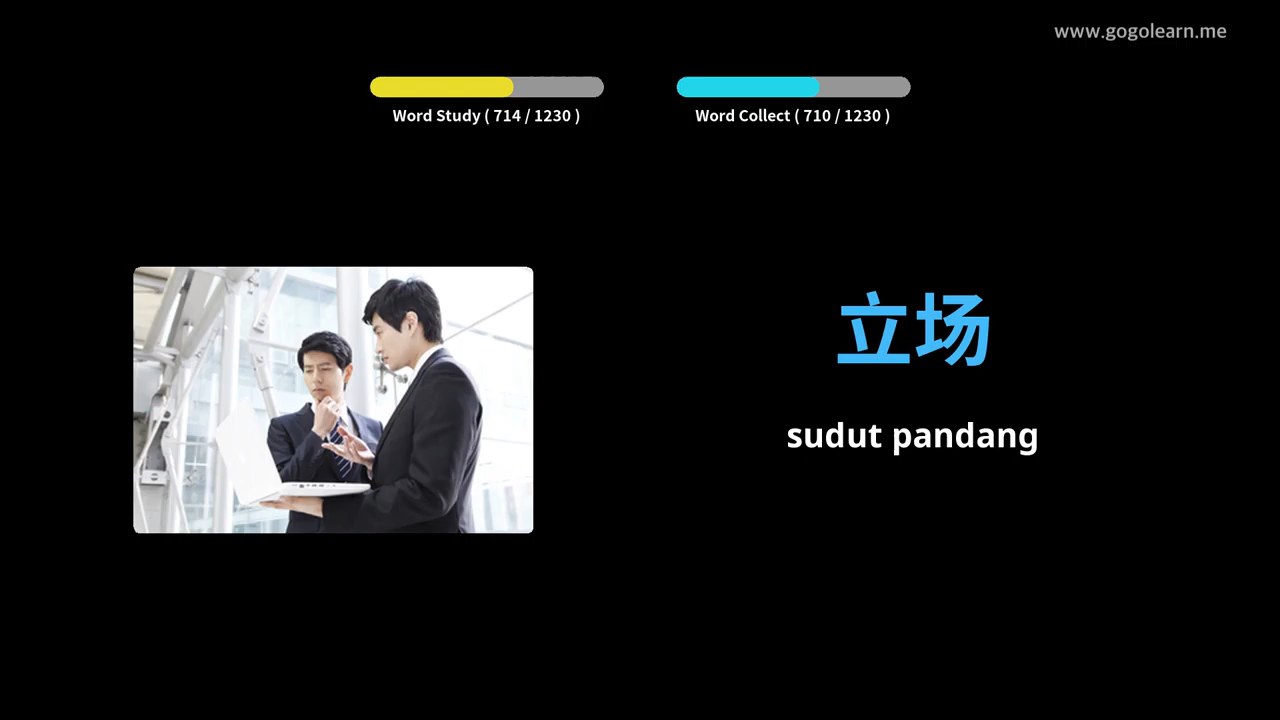 www.gogolearn.me
Word Study ( 714 / 1230 )
Word Collect ( 710 / 1230 )
立场
sudut pandang